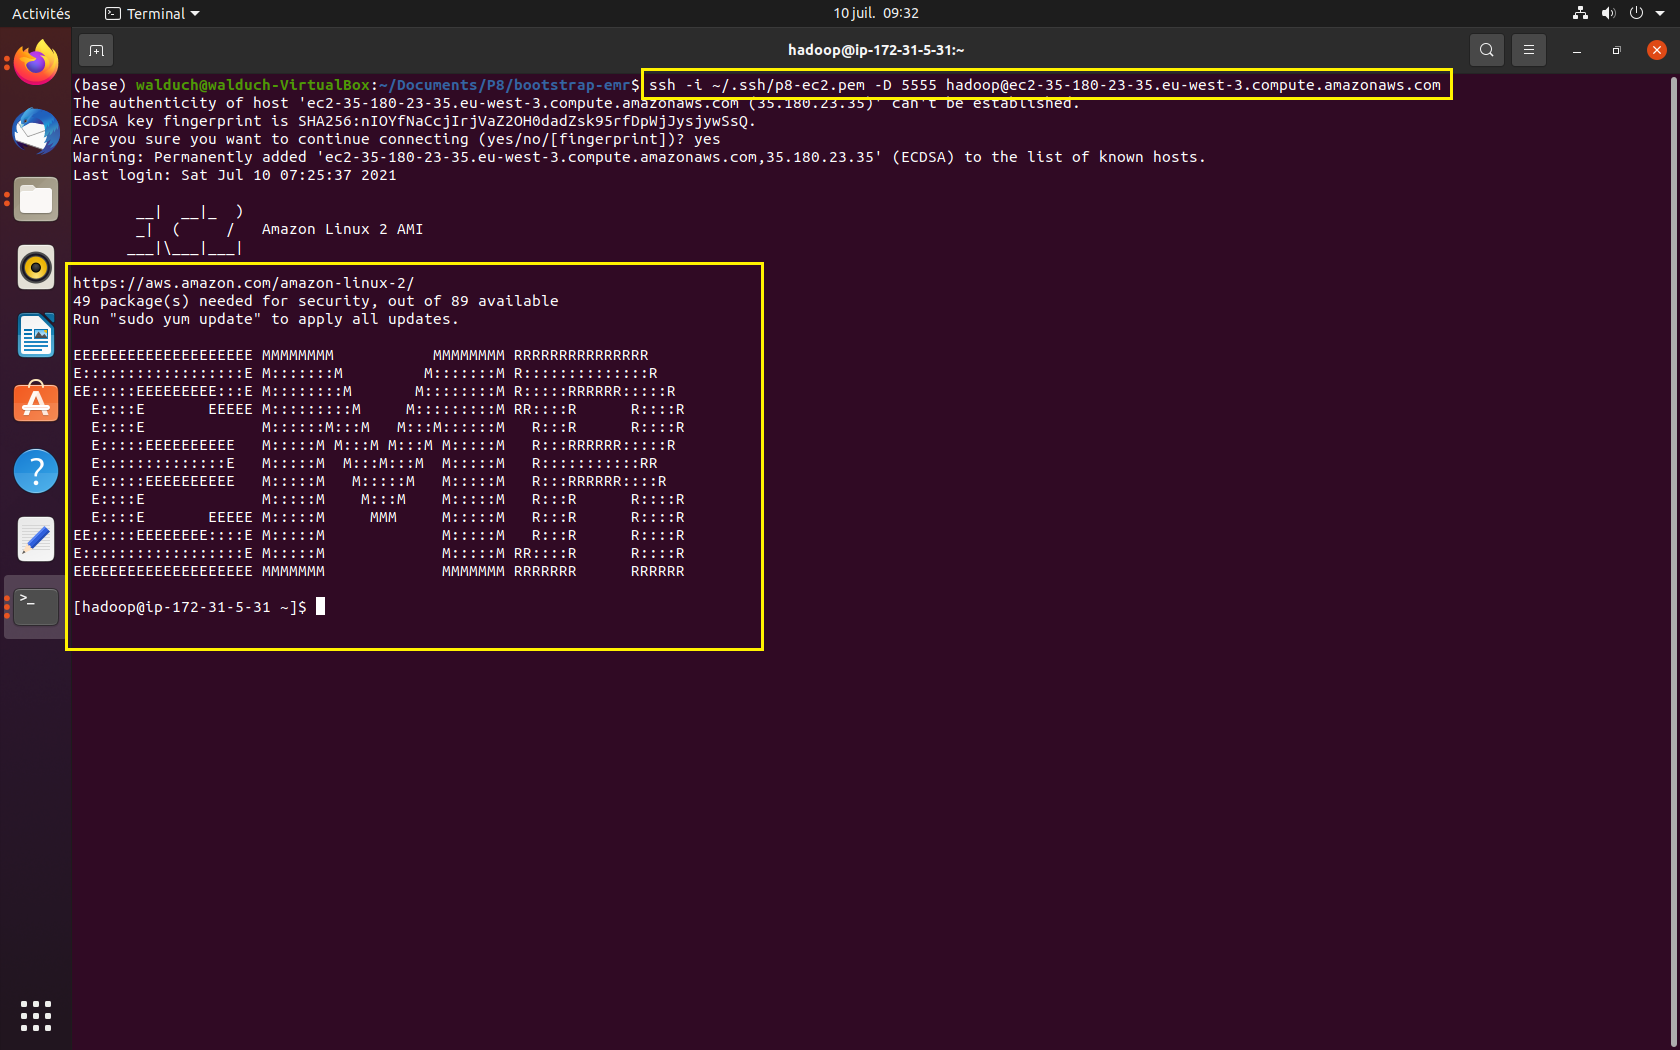 Activités Terminal 10 juil. 09:32
hadoop@ip-172-31-5-31:~
(base) walduch@walduch-VirtualBox:~/Documents/P8/bootstrap-emr$ ssh -i ~/.ssh/p8-ec2.pem -D 5555 hadoop@ec2-35-180-23-35.eu-west-3.compute.amazonaws.com
The authenticity of host 'ec2-35-180-23-35.eu-west-3.compute.amazonaws.com (35.180.23.35)' can't be established.
ECDSA key fingerprint is SHA256:nIOYfNaCcjIrjVaZ2OH0dadZsk95rfDpWjJysjywSsQ.
Are you sure you want to continue connecting (yes/no/[fingerprint])? yes
Warning: Permanently added 'ec2-35-180-23-35.eu-west-3.compute.amazonaws.com,35.180.23.35' (ECDSA) to the list of known hosts.
Last login: Sat Jul 10 07:25:37 2021
       __|  __|_  )
       _|  (     /   Amazon Linux 2 AMI
      ___|\___|___|
https://aws.amazon.com/amazon-linux-2/
49 package(s) needed for security, out of 89 available
Run "sudo yum update" to apply all updates.
EEEEEEEEEEEEEEEEEEEE MMMMMMMM           MMMMMMMM RRRRRRRRRRRRRRR
E::::::::::::::::::E M:::::::M         M:::::::M R::::::::::::::R
EE:::::EEEEEEEEE:::E M::::::::M       M::::::::M R:::::RRRRRR:::::R
  E::::E       EEEEE M:::::::::M     M:::::::::M RR::::R      R::::R
  E::::E             M::::::M:::M   M:::M::::::M   R:::R      R::::R
  E:::::EEEEEEEEEE   M:::::M M:::M M:::M M:::::M   R:::RRRRRR:::::R
  E::::::::::::::E   M:::::M  M:::M:::M  M:::::M   R:::::::::::RR
  E:::::EEEEEEEEEE   M:::::M   M:::::M   M:::::M   R:::RRRRRR::::R
  E::::E             M:::::M    M:::M    M:::::M   R:::R      R::::R
  E::::E       EEEEE M:::::M     MMM     M:::::M   R:::R      R::::R
EE:::::EEEEEEEE::::E M:::::M             M:::::M   R:::R      R::::R
E::::::::::::::::::E M:::::M             M:::::M RR::::R      R::::R
EEEEEEEEEEEEEEEEEEEE MMMMMMM             MMMMMMM RRRRRRR      RRRRRR
[hadoop@ip-172-31-5-31 ~]$